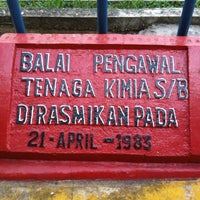 BALAI PENGAWAL
TENAGA KIMIA S/B
DIRASMIKAN PADA
21-APRIL-1983